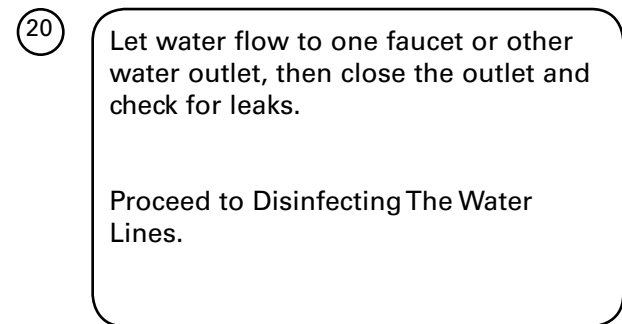 20
Let water flow to one faucet or other
water outlet, then close the outlet and
check for leaks.
Proceed to Disinfecting The Water
Lines.